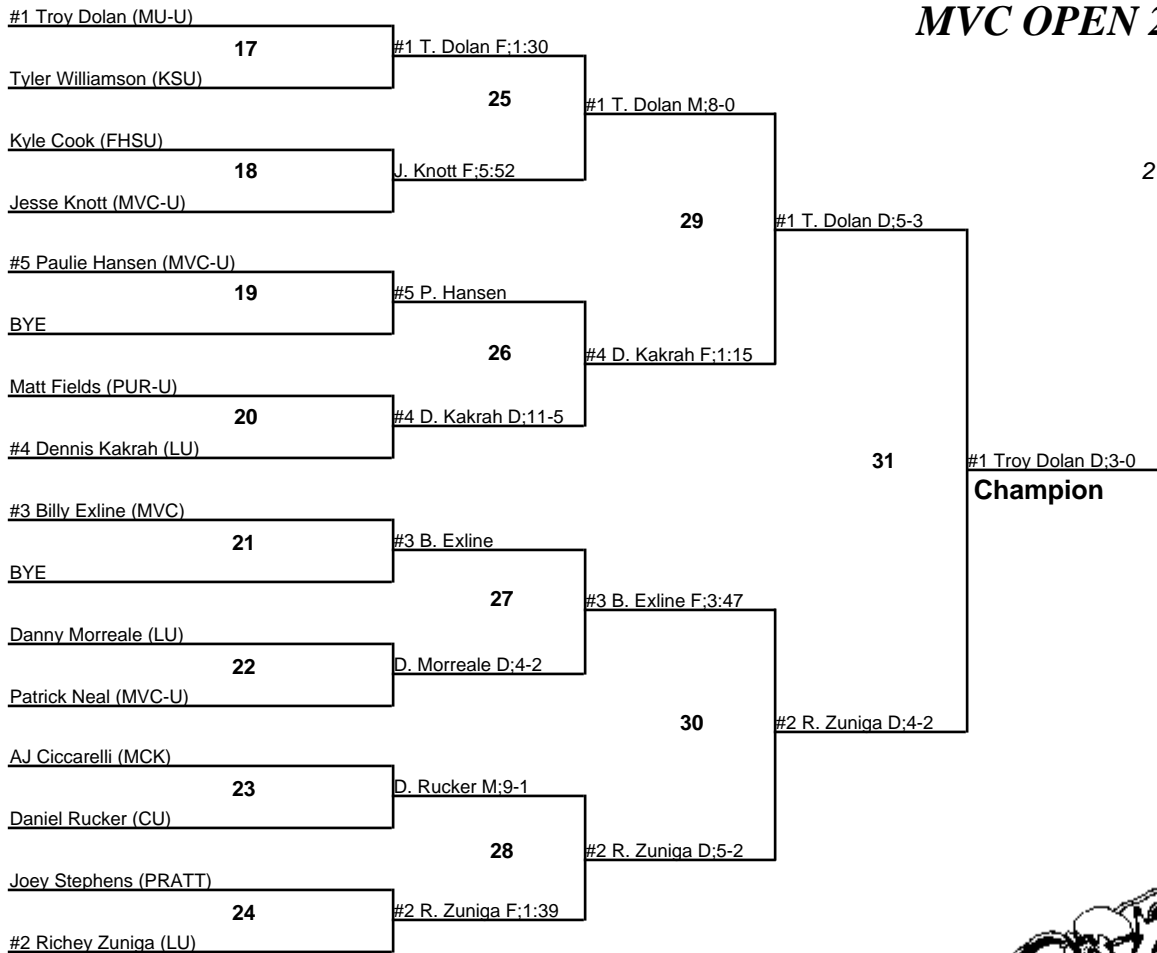 #1 Troy Dolan (MU-U)
MVC OPEN 2
17
#1 T. Dolan F;1:30
Tyler Williamson (KSU)
25
#1 T. Dolan M;8-0
Kyle Cook (FHSU)
18
J. Knott F;5:52
2
Jesse Knott (MVC-U)
29
#1 T. Dolan D;5-3
#5 Paulie Hansen (MVC-U)
19
#5 P. Hansen
BYE
26
#4 D. Kakrah F;1:15
Matt Fields (PUR-U)
20
#4 D. Kakrah D;11-5
#4 Dennis Kakrah (LU)
31
#1 Troy Dolan D;3-0
Champion
#3 Billy Exline (MVC)
21
#3 B. Exline
BYE
27
#3 B. Exline F;3:47
Danny Morreale (LU)
22
D. Morreale D;4-2
Patrick Neal (MVC-U)
30
#2 R. Zuniga D;4-2
AJ Ciccarelli (MCK)
23
D. Rucker M;9-1
Daniel Rucker (CU)
28
#2 R. Zuniga D;5-2
Joey Stephens (PRATT)
24
#2 R. Zuniga F;1:39
#2 Richey Zuniga (LU)